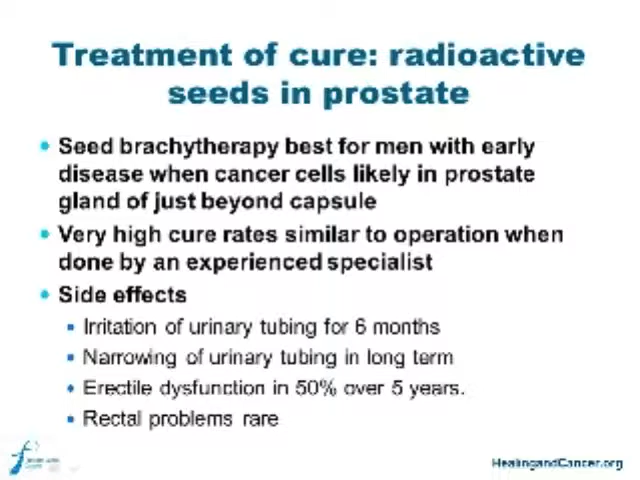 Treatment of cure: radioactive
seeds in prostate
Seed brachytherapy best for men with early
disease when cancer cells likely in prostate
gland of just beyond capsule
Very high cure rates similar to operation when
done by an experienced specialist
Side effects
Irritation of urinary tubing for 6 months
Narrowing of urinary tubing in long term
Erectile dysfunction in 50% over 5 years.
Rectal problems rare
HealingandCancer.org